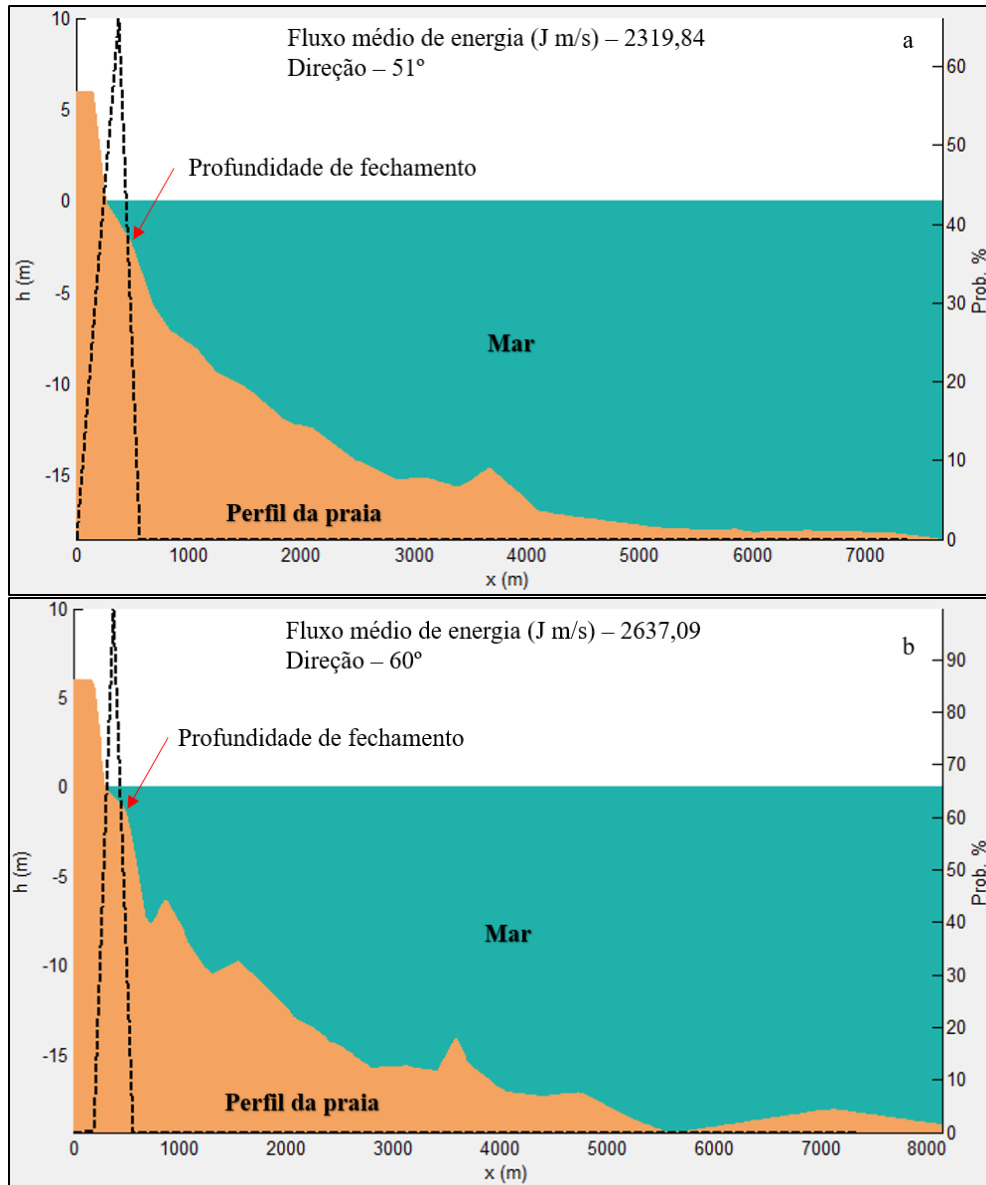 Fluxo médio de energia (J m/s) – 2319,84
a
Direção – 51º
Profundidade de fechamento
Mar
Perfil da praia
h (m)
10
5
0
-5
-10
-15
Prob. %
60
50
40
30
20
10
0
0 1000 2000 3000 4000 5000 6000 7000
x (m)
Fluxo médio de energia (J m/s) – 2637,09
b
Direção – 60º
Profundidade de fechamento
Mar
Perfil da praia
h (m)
10
5
0
-5
-10
-15
Prob. %
90
80
70
60
50
40
30
20
10
0
0 1000 2000 3000 4000 5000 6000 7000 8000
x (m)